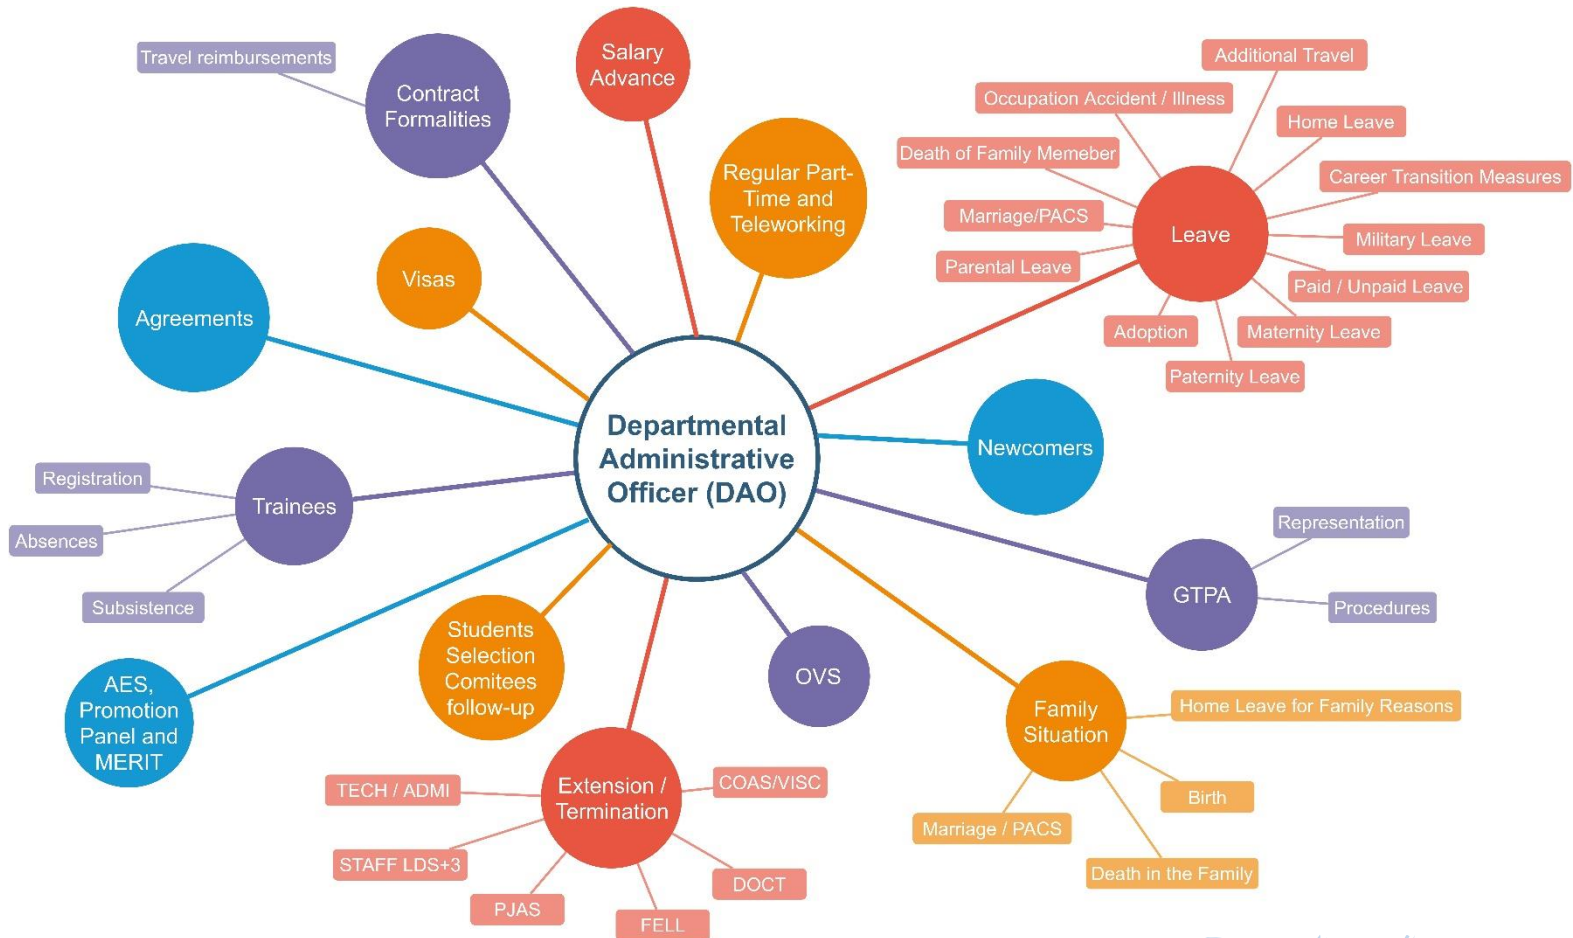 Travel reimbursements
Contract
Formalities
Salary
Advance
Regular Part-
Time and
Teleworking
Additional Travel
Occupation Accident / Illness
Home Leave
Death of Family Memeber
Career Transition Measures
Marriage/PACS
Leave
Military Leave
Parental Leave
Paid / Unpaid Leave
Adoption
Maternity Leave
Paternity Leave
Visas
Agreements
Departmental
Administrative
Officer (DAO)
Newcomers
Registration
Trainees
Absences
Subsistence
Representation
GTPA
Procedures
AES,
Promotion
Panel and
MERIT
Students
Selection
Comitees
follow-up
OVS
Family
Situation
Home Leave for Family Reasons
Birth
Marriage / PACS
Death in the Family
Extension /
Termination
TECH / ADMI
COAS/VISC
STAFF LDS+3
DOCT
PJAS
FELL